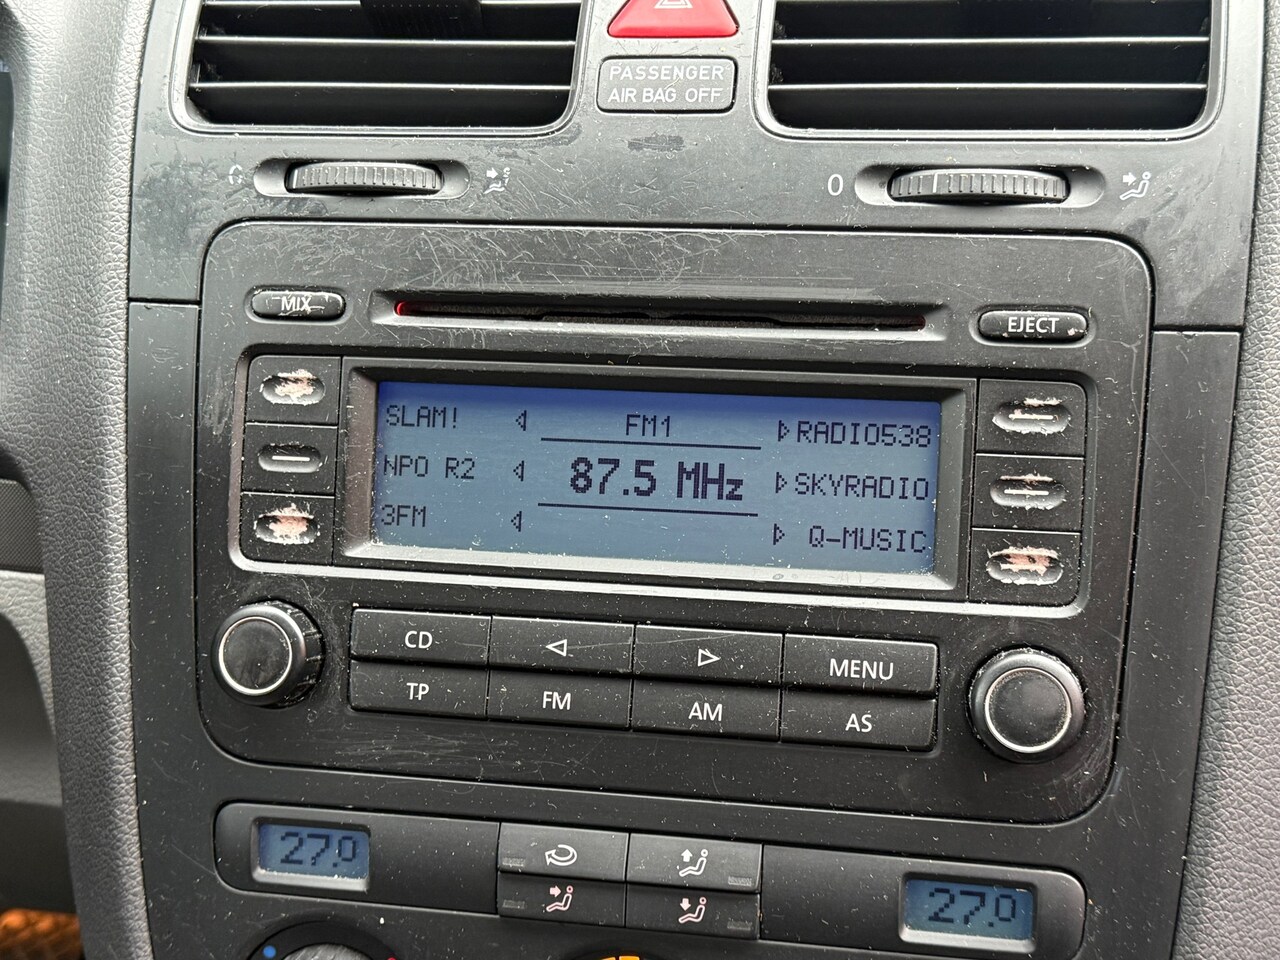 PASSENGER
AIR BAG OFF
0
MIX
EJECT
SLAM! FM1 RADIO538
NPO R2 87.5 MHz SKYRADIO
3FM Q-MUSIC
CD MENU
TP FM AM AS
27.0
27.0